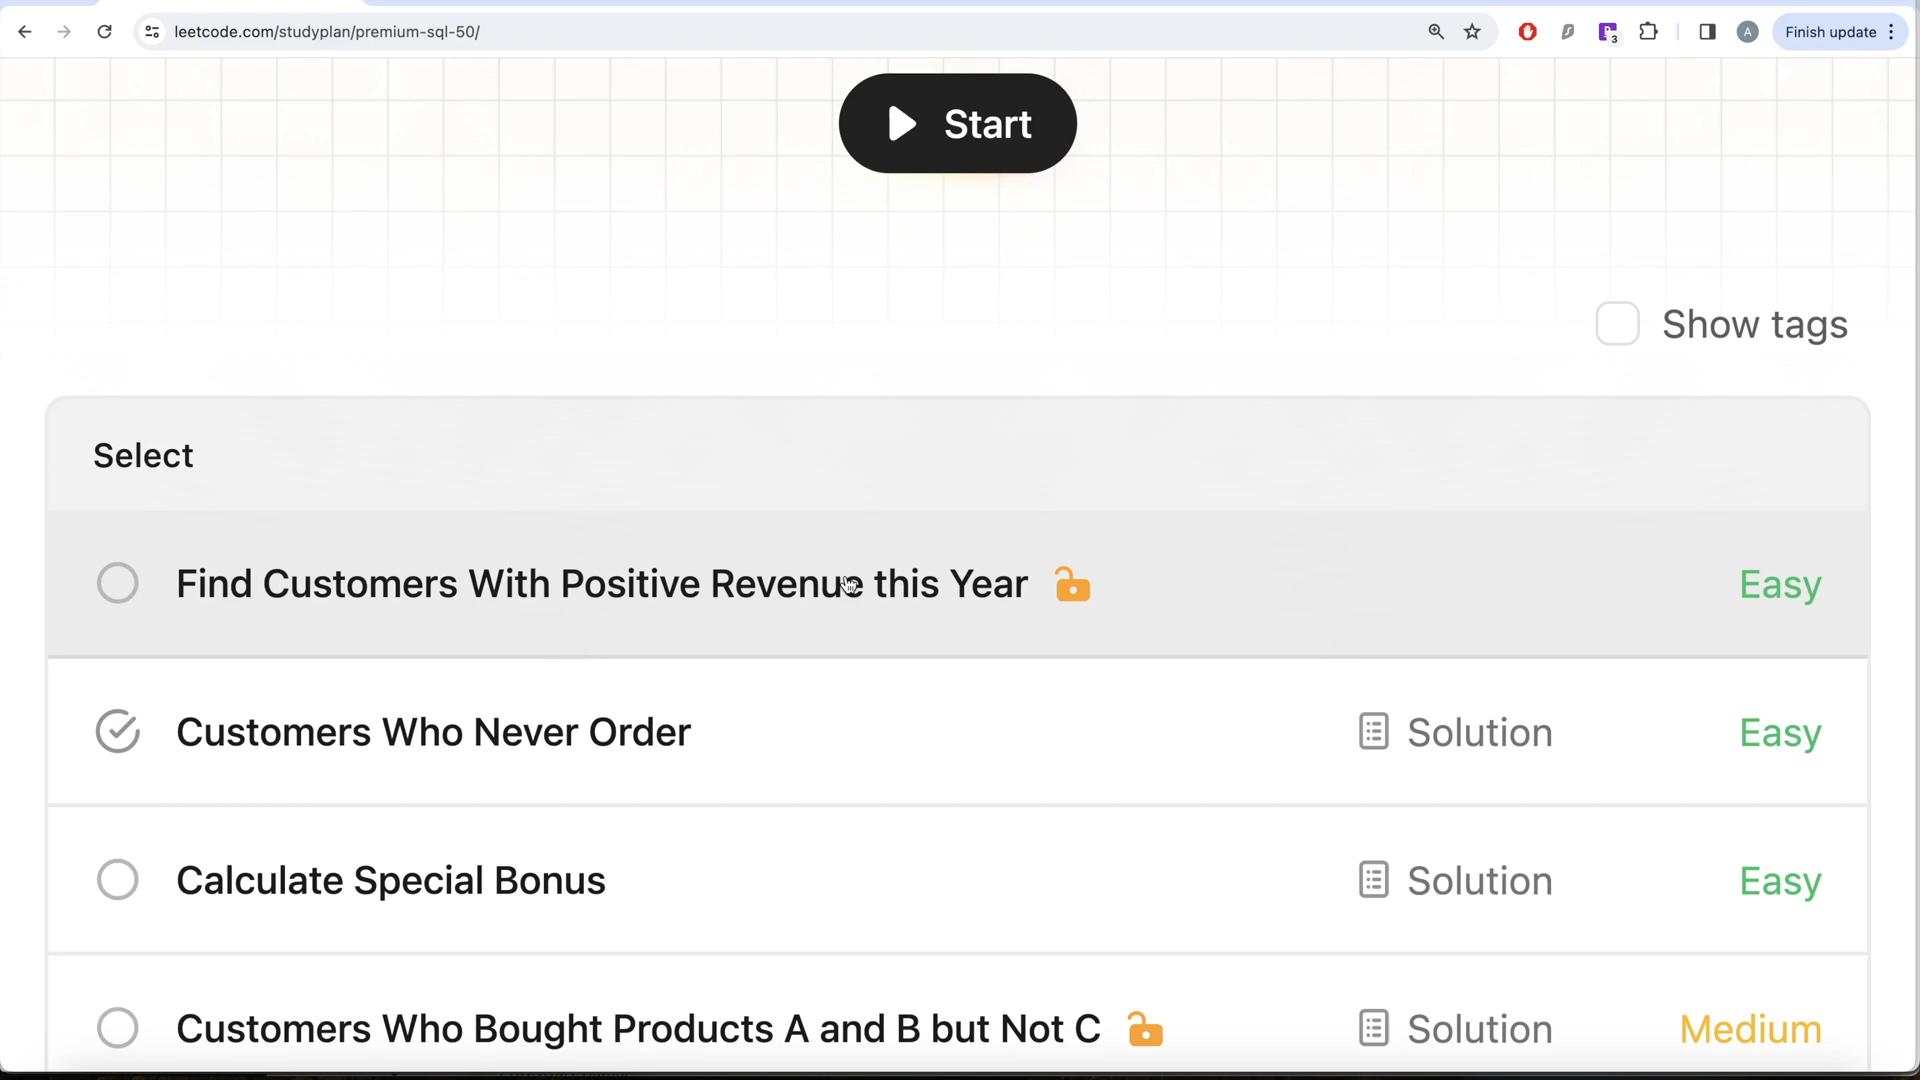 leetcode.com/studyplan/premium-sql-50/
3
A
Finish update
Start
Show tags
Select
Find Customers With Positive Revenue this Year
Easy
Customers Who Never Order
Solution
Easy
Calculate Special Bonus
Solution
Easy
Customers Who Bought Products A and B but Not C
Solution
Medium